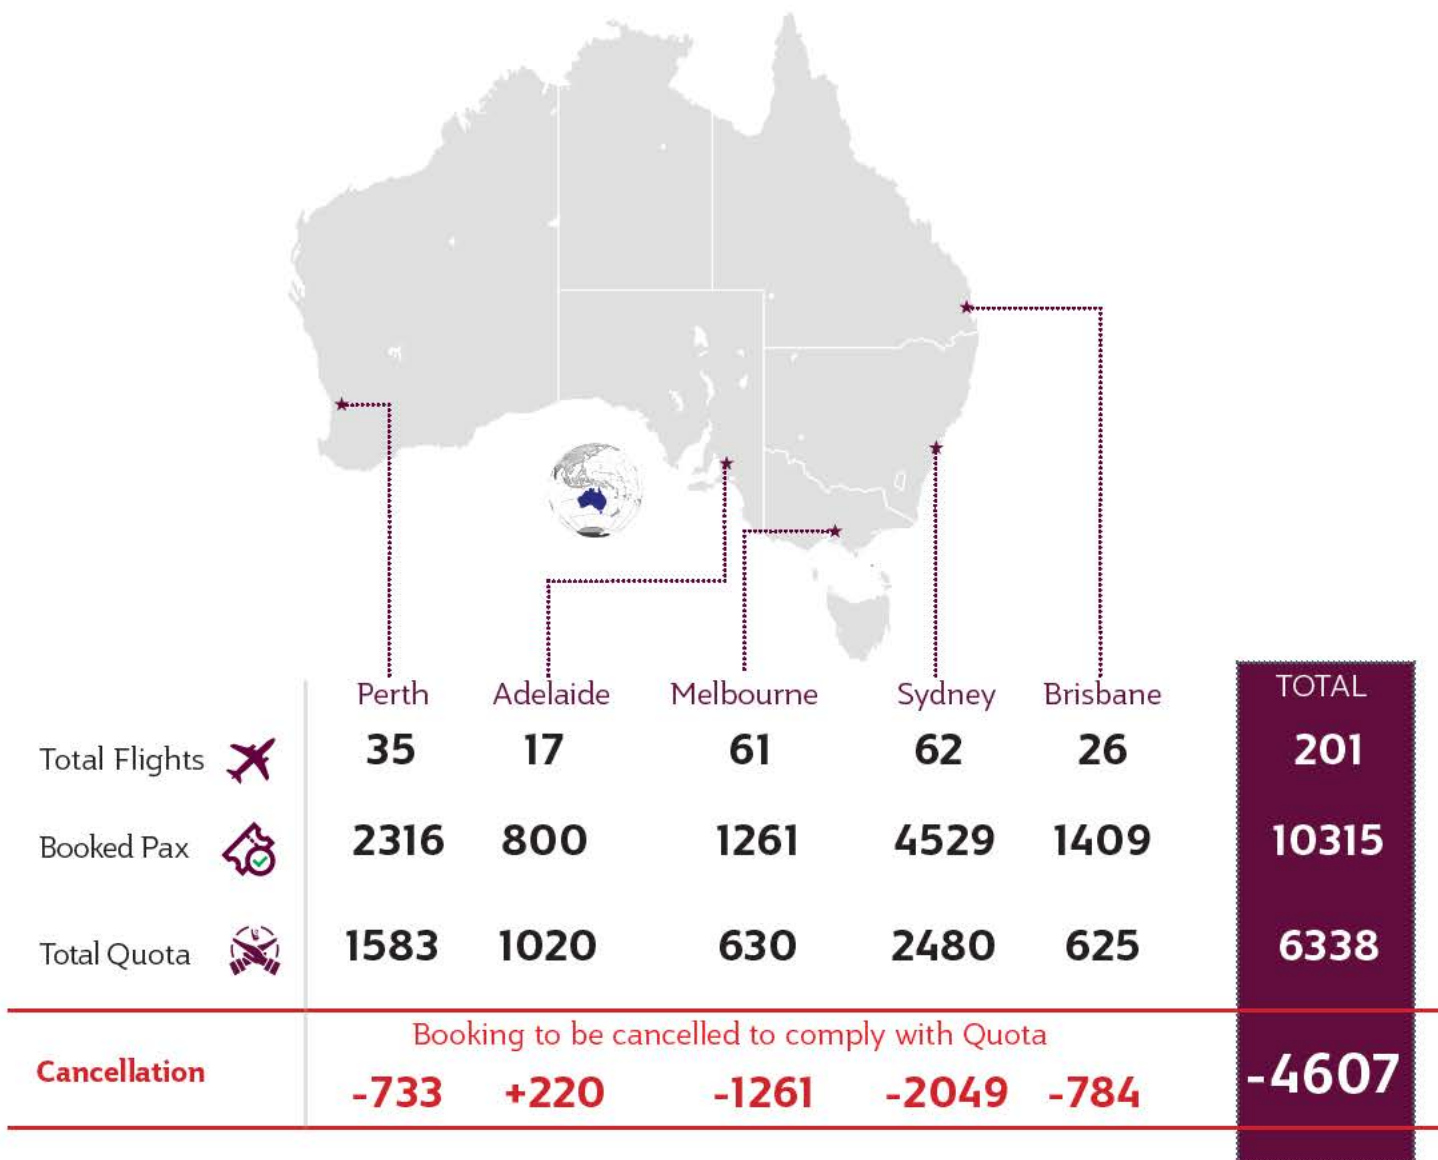 Perth Adelaide Melbourne Sydney Brisbane TOTAL
Total Flights 35 17 61 62 26 201
Booked Pax 2316 800 1261 4529 1409 10315
Total Quota 1583 1020 630 2480 625 6338
Booking to be cancelled to comply with Quota
Cancellation -733 +220 -1261 -2049 -784 -4607